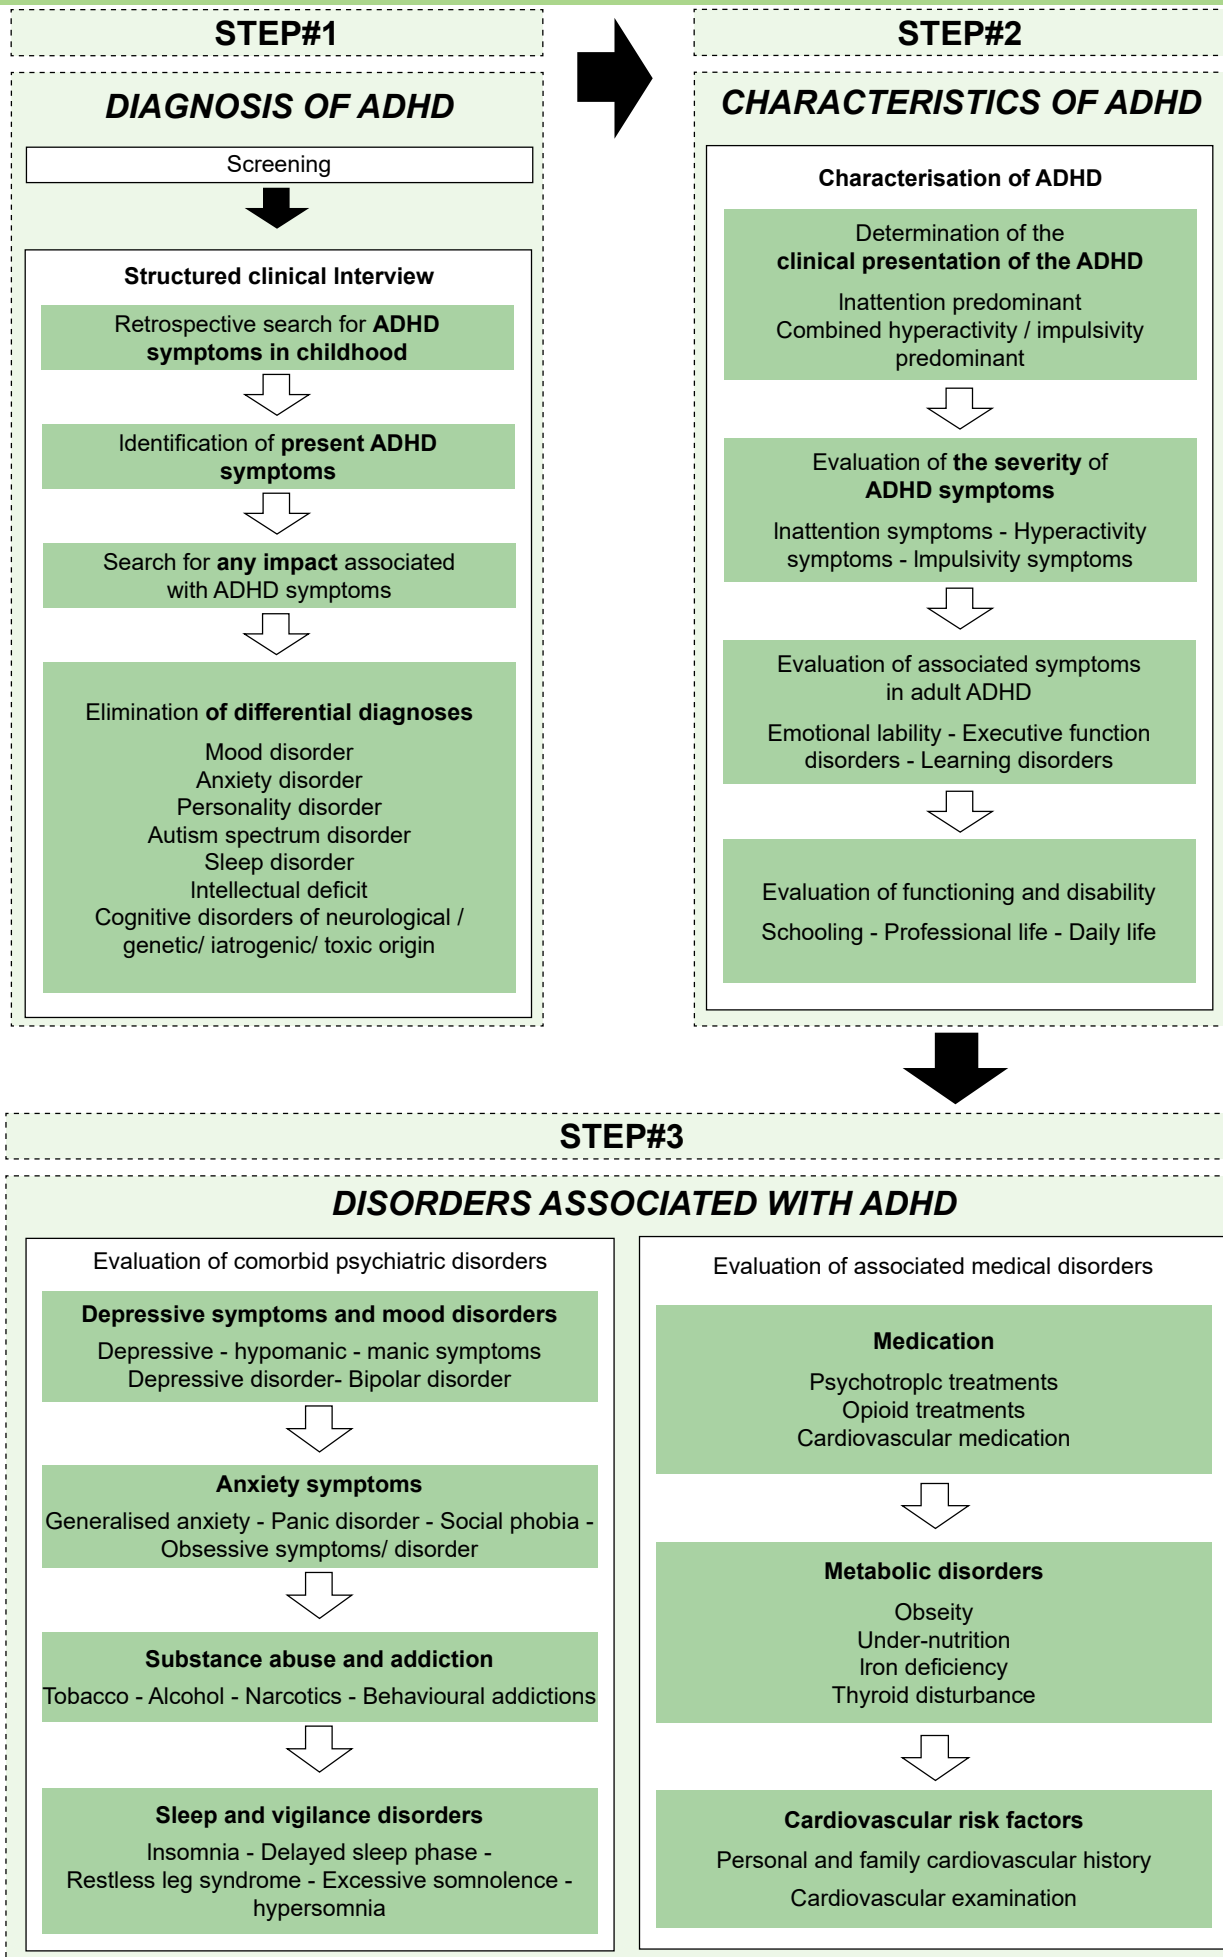 STEP#1
DIAGNOSIS OF ADHD
Screening
Structured clinical Interview
Retrospective search for ADHD
symptoms in childhood
Identification of present ADHD
symptoms
Search for any impact associated
with ADHD symptoms
Elimination of differential diagnoses
Mood disorder
Anxiety disorder
Personality disorder
Autism spectrum disorder
Sleep disorder
Intellectual deficit
Cognitive disorders of neurological /
genetic/ iatrogenic/ toxic origin
STEP#2
CHARACTERISTICS OF ADHD
Characterisation of ADHD
Determination of the
clinical presentation of the ADHD
Inattention predominant
Combined hyperactivity / impulsivity
predominant
Evaluation of the severity of
ADHD symptoms
Inattention symptoms - Hyperactivity
symptoms - Impulsivity symptoms
Evaluation of associated symptoms
in adult ADHD
Emotional lability - Executive function
disorders - Learning disorders
Evaluation of functioning and disability
Schooling - Professional life - Daily life
STEP#3
DISORDERS ASSOCIATED WITH ADHD
Evaluation of comorbid psychiatric disorders
Depressive symptoms and mood disorders
Depressive - hypomanic - manic symptoms
Depressive disorder- Bipolar disorder
Anxiety symptoms
Generalised anxiety - Panic disorder - Social phobia -
Obsessive symptoms/ disorder
Substance abuse and addiction
Tobacco - Alcohol - Narcotics - Behavioural addictions
Sleep and vigilance disorders
Insomnia - Delayed sleep phase -
Restless leg syndrome - Excessive somnolence -
hypersomnia
Evaluation of associated medical disorders
Medication
Psychotroplc treatments
Opioid treatments
Cardiovascular medication
Metabolic disorders
Obseity
Under-nutrition
Iron deficiency
Thyroid disturbance
Cardiovascular risk factors
Personal and family cardiovascular history
Cardiovascular examination